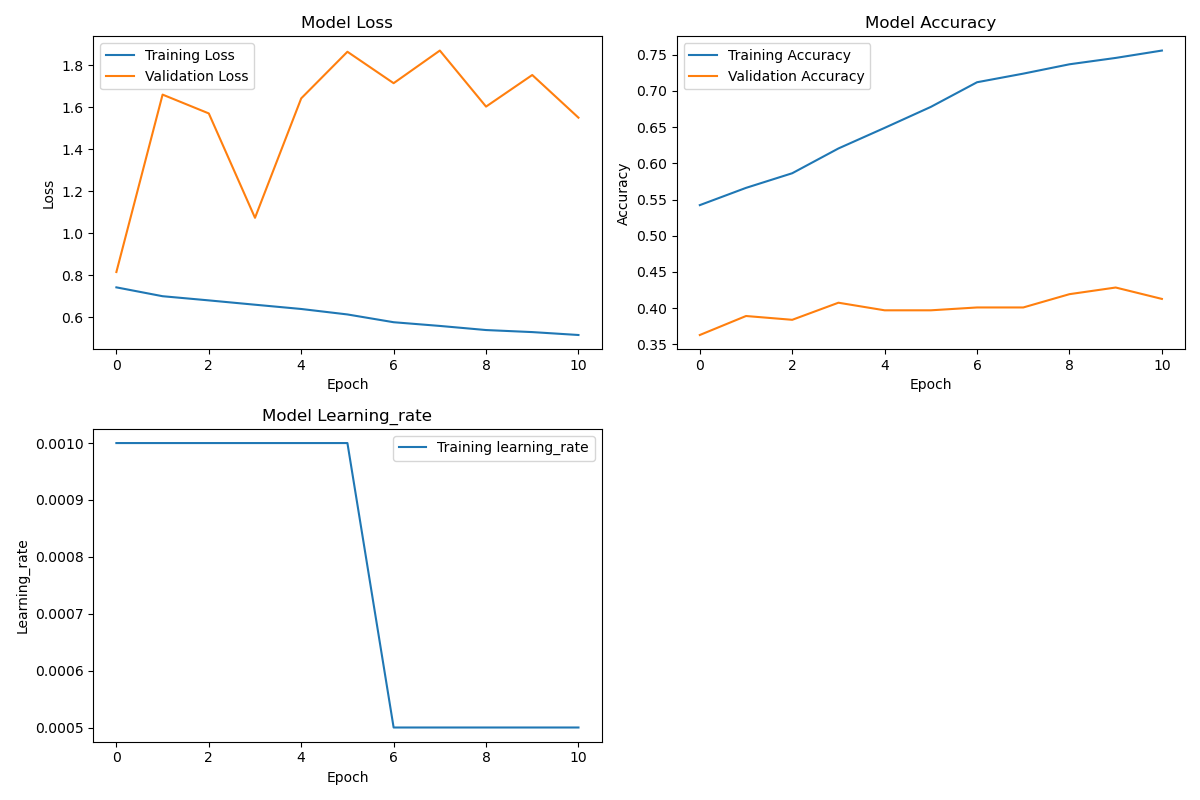 Model Loss
Training Loss
Validation Loss
1.8
1.6
1.4
1.2
1.0
0.8
0.6
Loss
0 2 4 6 8 10
Epoch
Model Accuracy
Training Accuracy
Validation Accuracy
0.75
0.70
0.65
0.60
0.55
0.50
0.45
0.40
0.35
Accuracy
0 2 4 6 8 10
Epoch
Model Learning_rate
Training learning_rate
0.0010
0.0009
0.0008
0.0007
0.0006
0.0005
Learning_rate
0 2 4 6 8 10
Epoch